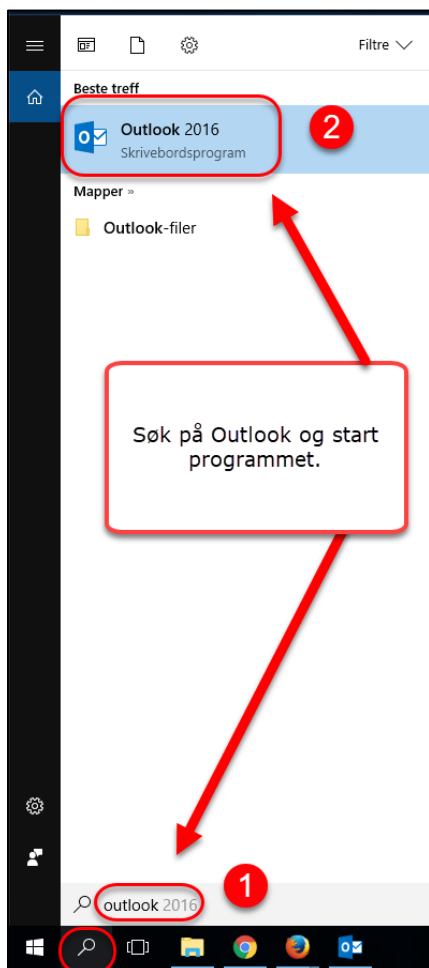 Filtre
Beste treff
Outlook 2016
Skrivebordsprogram
2
Mapper »
Outlook-filer
Søk på Outlook og start
programmet.
1
outlook 2016